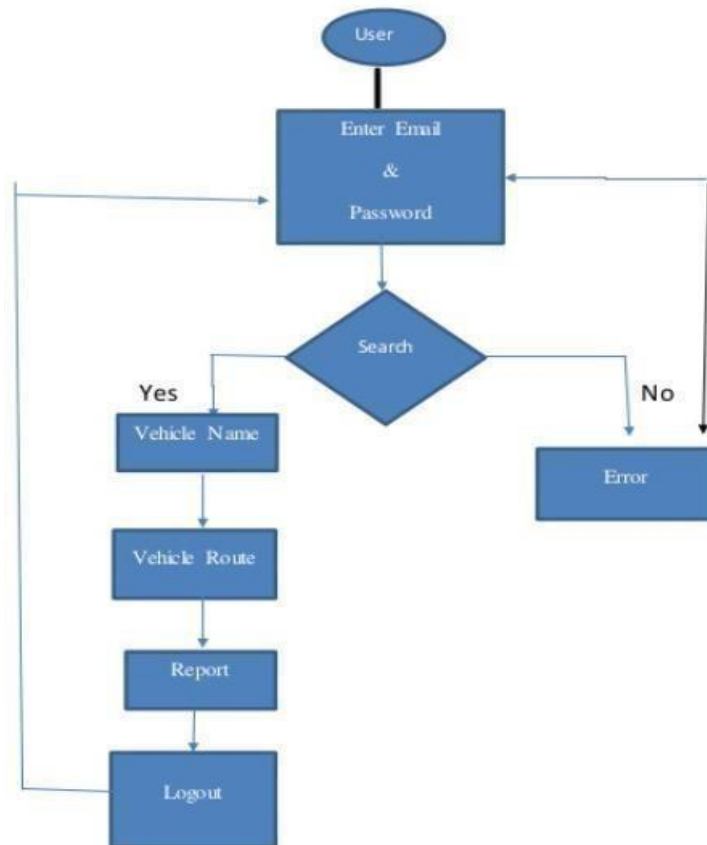 User
Enter Email
&
Password
Search
Yes
No
Vehicle Name
Error
Vehicle Route
Report
Logout